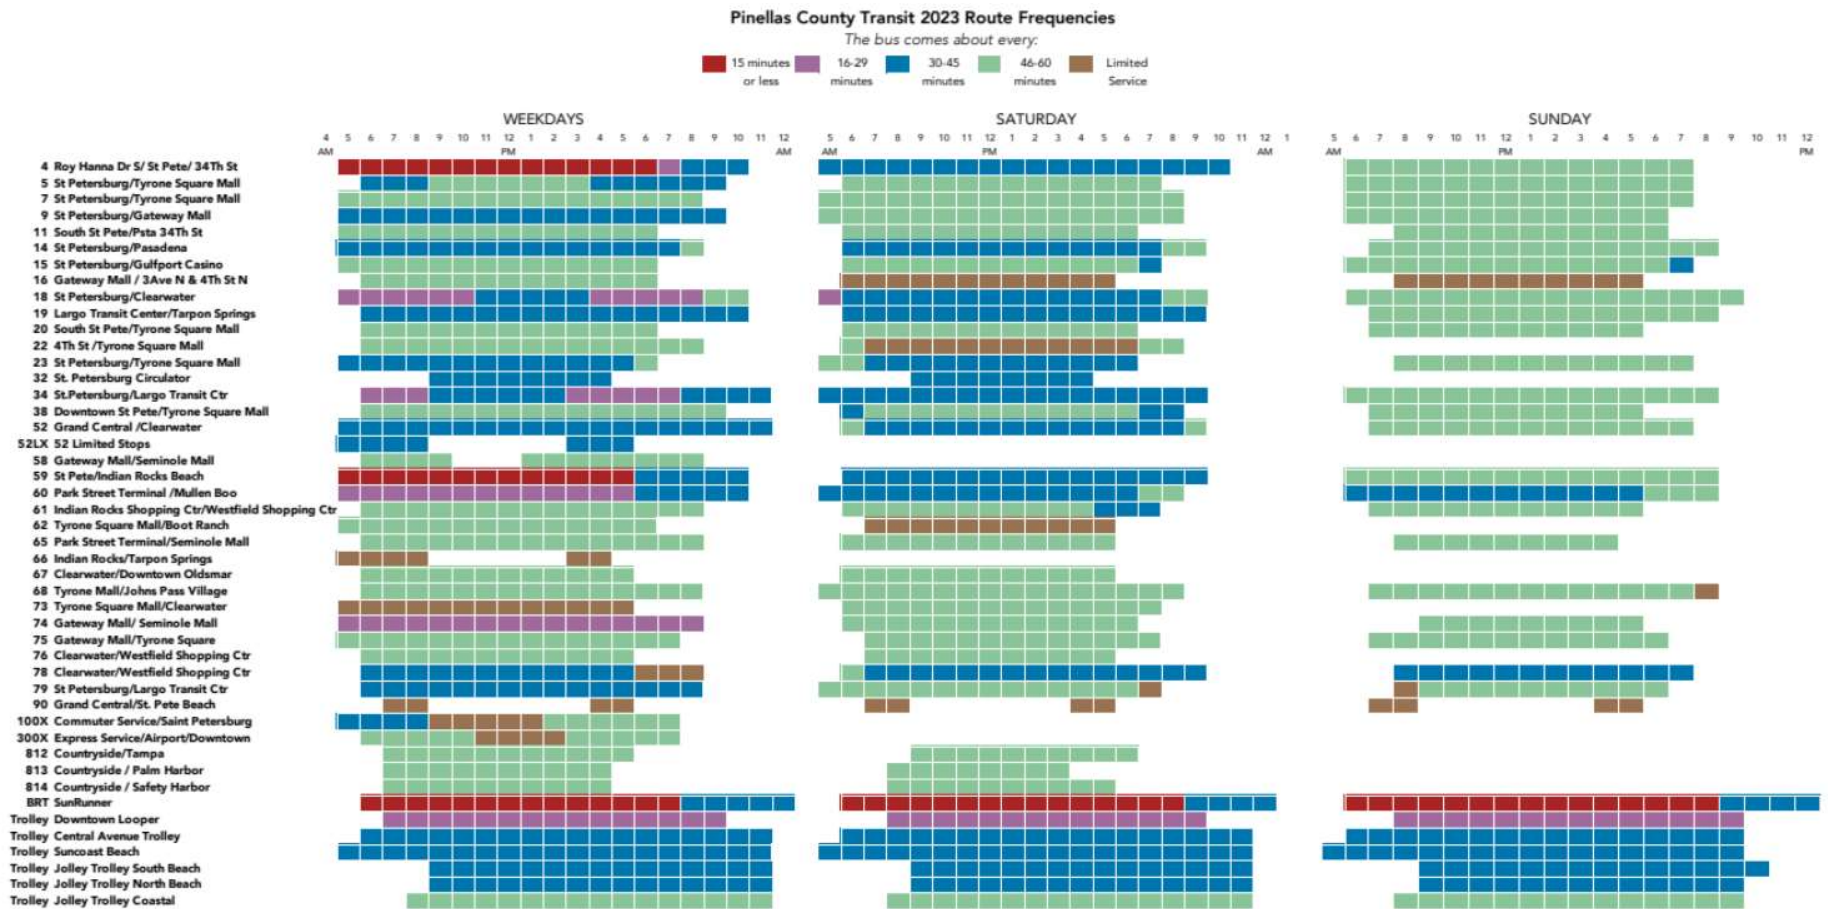 Pinellas County Transit 2023 Route Frequencies
The bus comes about every:
15 minutes or less
16-29 minutes
30-45 minutes
46-60 minutes
Limited Service
WEEKDAYS
4 5 6 7 8 9 10 11 12 1 2 3 4 5 6 7 8 9 10 11 12
AM PM AM
SATURDAY
5 6 7 8 9 10 11 12 1 2 3 4 5 6 7 8 9 10 11 12 1
AM PM AM
SUNDAY
5 6 7 8 9 10 11 12 1 2 3 4 5 6 7 8 9 10 11 12
AM PM PM
4 Roy Hanna Dr S/ St Pete/ 34Th St
5 St Petersburg/Tyrone Square Mall
7 St Petersburg/Tyrone Square Mall
9 St Petersburg/Gateway Mall
11 South St Pete/Psta 34Th St
14 St Petersburg/Pasadena
15 St Petersburg/Gulfport Casino
16 Gateway Mall / 3Ave N & 4Th St N
18 St Petersburg/Clearwater
19 Largo Transit Center/Tarpon Springs
20 South St Pete/Tyrone Square Mall
22 4Th St /Tyrone Square Mall
23 St Petersburg/Tyrone Square Mall
32 St. Petersburg Circulator
34 St.Petersburg/Largo Transit Ctr
38 Downtown St Pete/Tyrone Square Mall
52 Grand Central /Clearwater
52LX 52 Limited Stops
58 Gateway Mall/Seminole Mall
59 St Pete/Indian Rocks Beach
60 Park Street Terminal /Mullen Boo
61 Indian Rocks Shopping Ctr/Westfield Shopping Ctr
62 Tyrone Square Mall/Boot Ranch
65 Park Street Terminal/Seminole Mall
66 Indian Rocks/Tarpon Springs
67 Clearwater/Downtown Oldsmar
68 Tyrone Mall/Johns Pass Village
73 Tyrone Square Mall/Clearwater
74 Gateway Mall/ Seminole Mall
75 Gateway Mall/Tyrone Square
76 Clearwater/Westfield Shopping Ctr
78 Clearwater/Westfield Shopping Ctr
79 St Petersburg/Largo Transit Ctr
90 Grand Central/St. Pete Beach
100X Commuter Service/Saint Petersburg
300X Express Service/Airport/Downtown
812 Countryside/Tampa
813 Countryside / Palm Harbor
814 Countryside / Safety Harbor
BRT SunRunner
Trolley Downtown Looper
Trolley Central Avenue Trolley
Trolley Suncoast Beach
Trolley Jolley Trolley South Beach
Trolley Jolley Trolley North Beach
Trolley Jolley Trolley Coastal